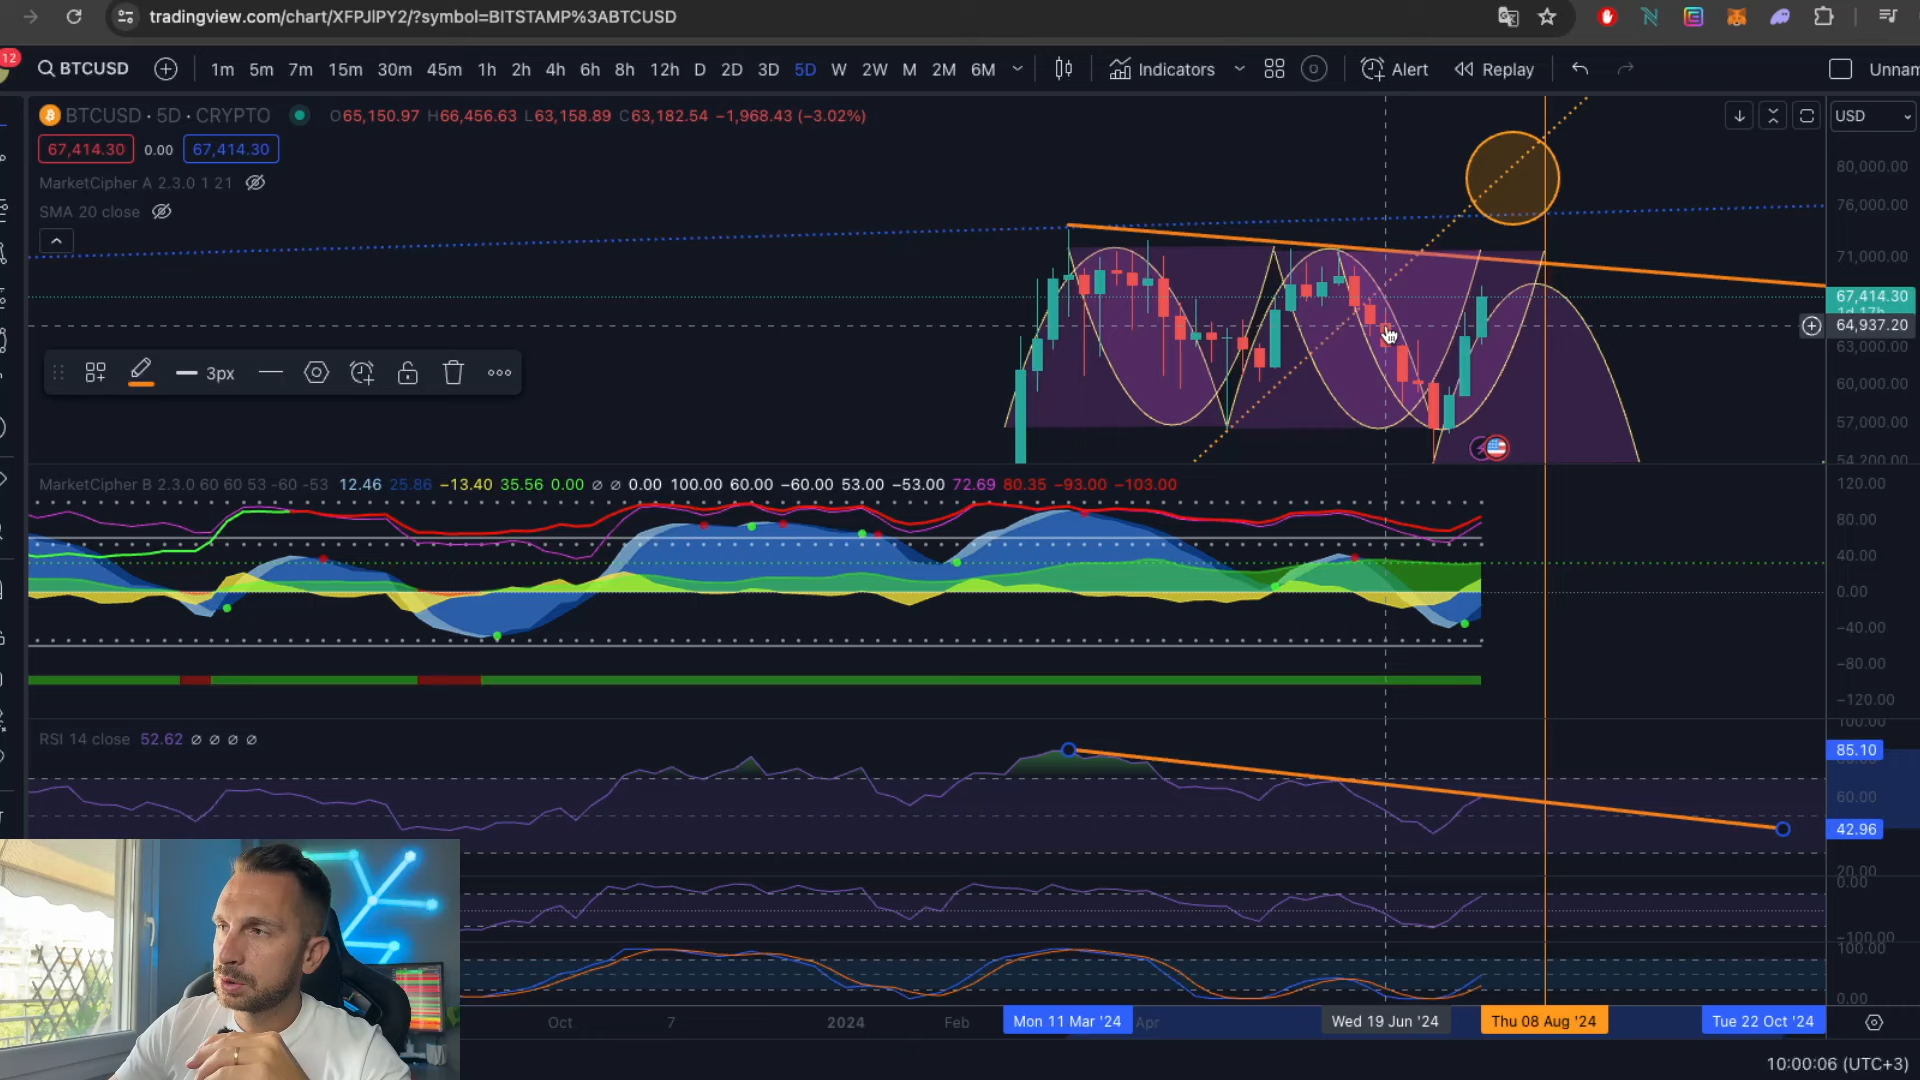 tradingview.com/chart/XFPJlPY2/?symbol=BITSTAMP%3ABTCUSD
12
BTCUSD 1m 5m 7m 15m 30m 45m 1h 2h 4h 6h 8h 12h D 2D 3D 5D W 2W M 2M 6M Indicators Alert Replay Unnam
BTCUSD · 5D · CRYPTO O65,150.97 H66,456.63 L63,158.89 C63,182.54 −1,968.43 (−3.02%)
USD
67,414.30 0.00 67,414.30
MarketCipher A 2.3.0 1 21
SMA 20 close
80,000.00
76,000.00
71,000.00
67,414.30
64,937.20
63,000.00
60,000.00
57,000.00
54,200.00
3px
MarketCipher B 2.3.0 60 60 53 -60 -53 12.46 25.86 −13.40 35.56 0.00 ∅ ∅ 0.00 100.00 60.00 −60.00 53.00 −53.00 72.69 80.35 −93.00 −103.00
120.00
80.00
40.00
0.00
−40.00
−80.00
−120.00
RSI 14 close 52.62 ∅ ∅ ∅ ∅
100.00
85.10
60.00
42.96
20.00
0.00
−100.00
100.00
0.00
Oct 7 2024 Feb Mon 11 Mar '24 Apr Wed 19 Jun '24 Thu 08 Aug '24 Tue 22 Oct '24
10:00:06 (UTC+3)